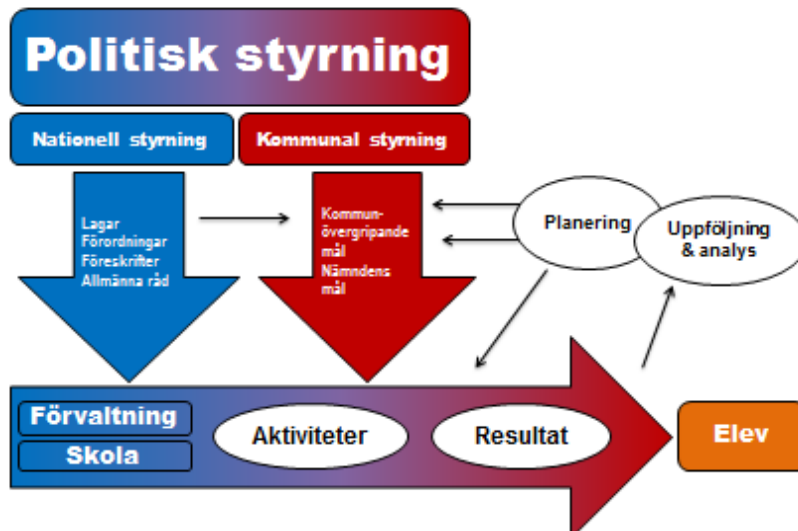 Politisk styrning
Nationell styrning
Kommunal styrning
Lagar
Förordningar
Föreskrifter
Allmänna råd
Kommun-
övergripande
mål
Nämndens
mål
Planering
Uppföljning
& analys
Förvaltning
Skola
Aktiviteter
Resultat
Elev